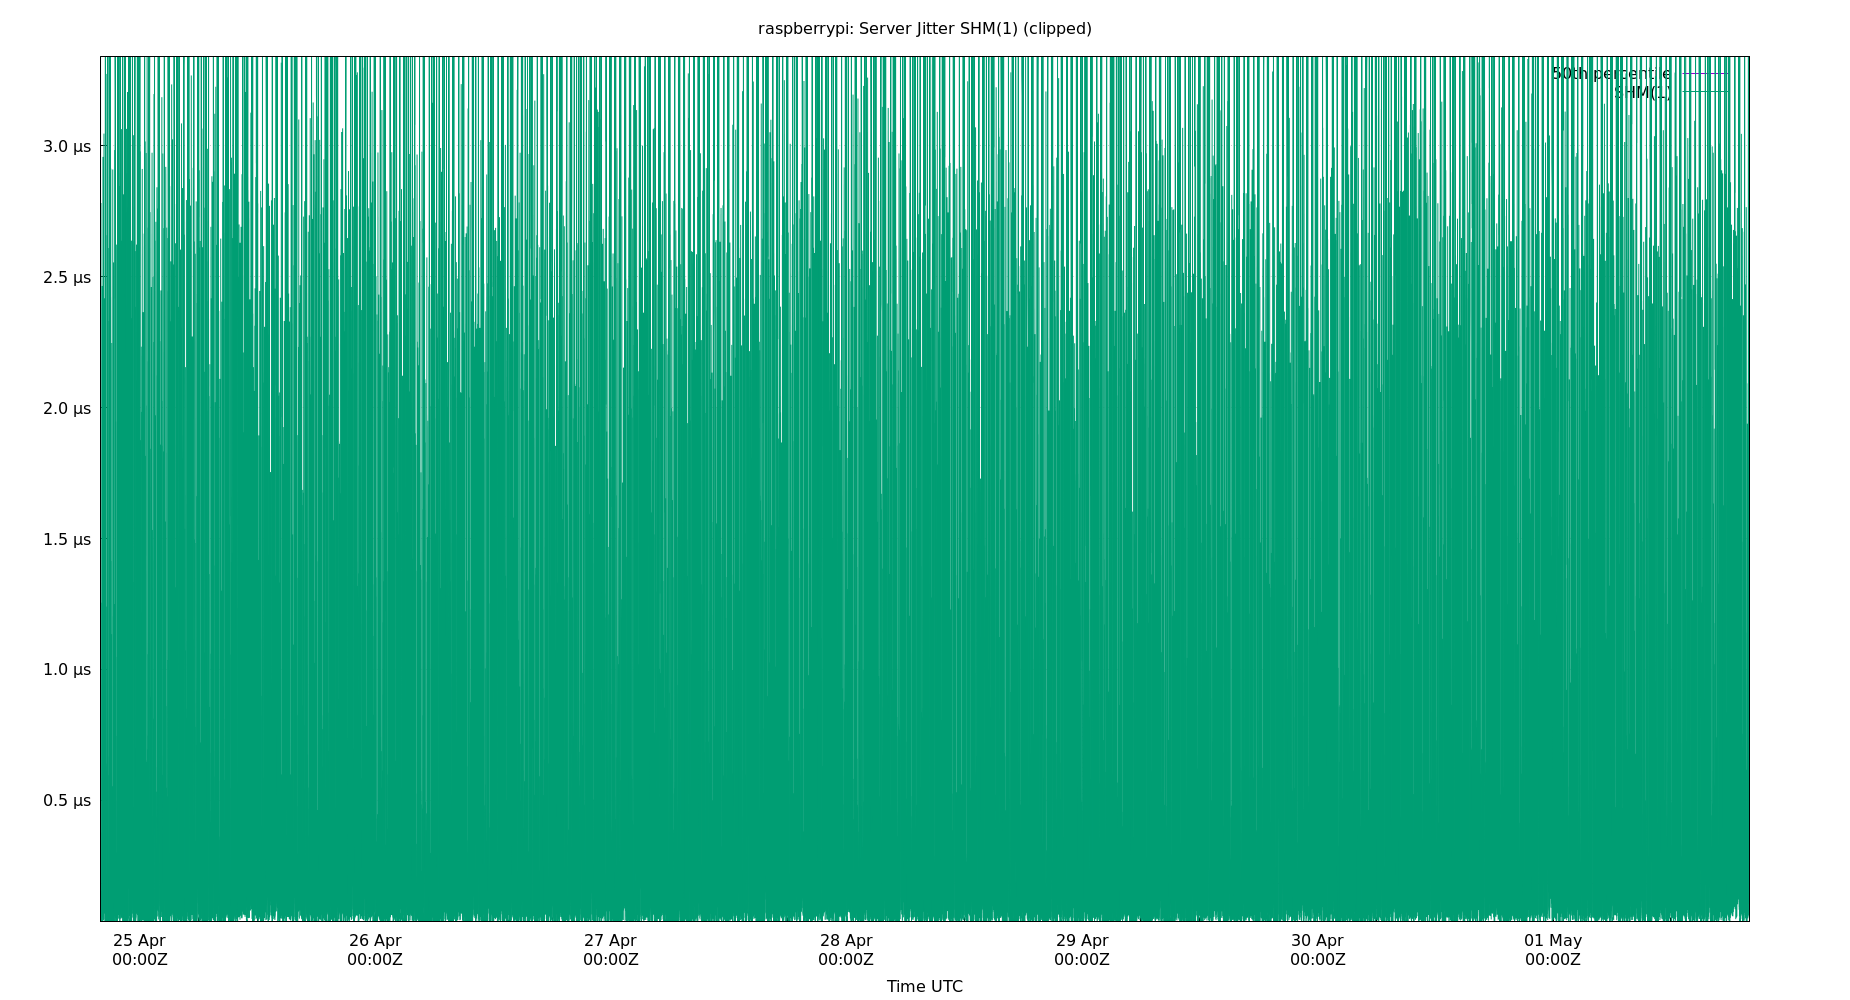 raspberrypi: Server Jitter SHM(1) (clipped)
50th percentile
SHM(1)
3.0 μs
2.5 μs
2.0 μs
1.5 μs
1.0 μs
0.5 μs
25 Apr 26 Apr 27 Apr 28 Apr 29 Apr 30 Apr 01 May
00:00Z 00:00Z 00:00Z 00:00Z 00:00Z 00:00Z 00:00Z
Time UTC